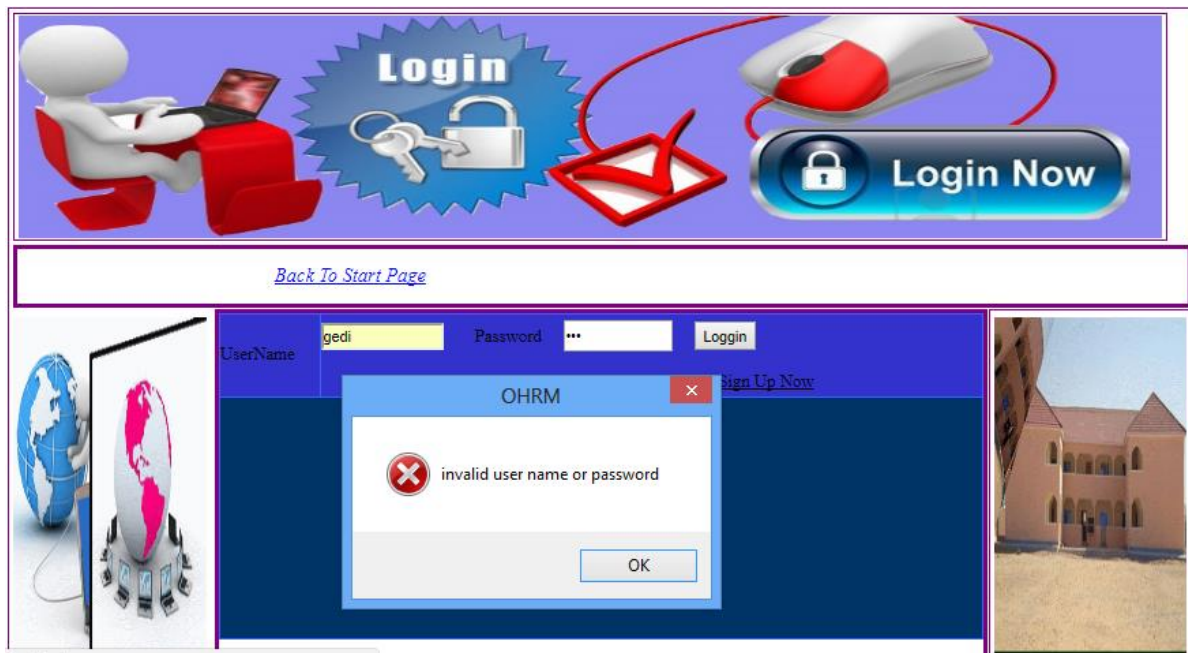 Login
Login Now
Back To Start Page
UserName
gedi
Password
•••
Loggin
Sign Up Now
OHRM
invalid user name or password
OK